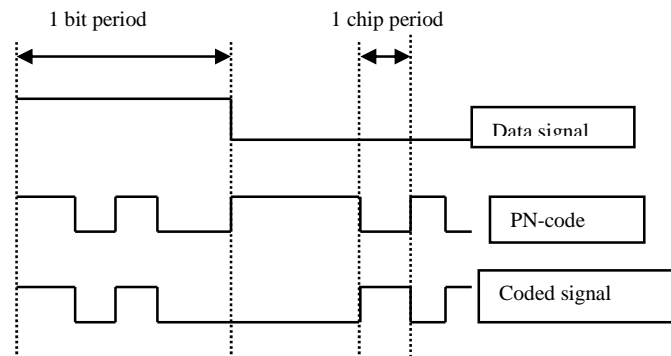 1 bit period
1 chip period
Data signal
PN-code
Coded signal